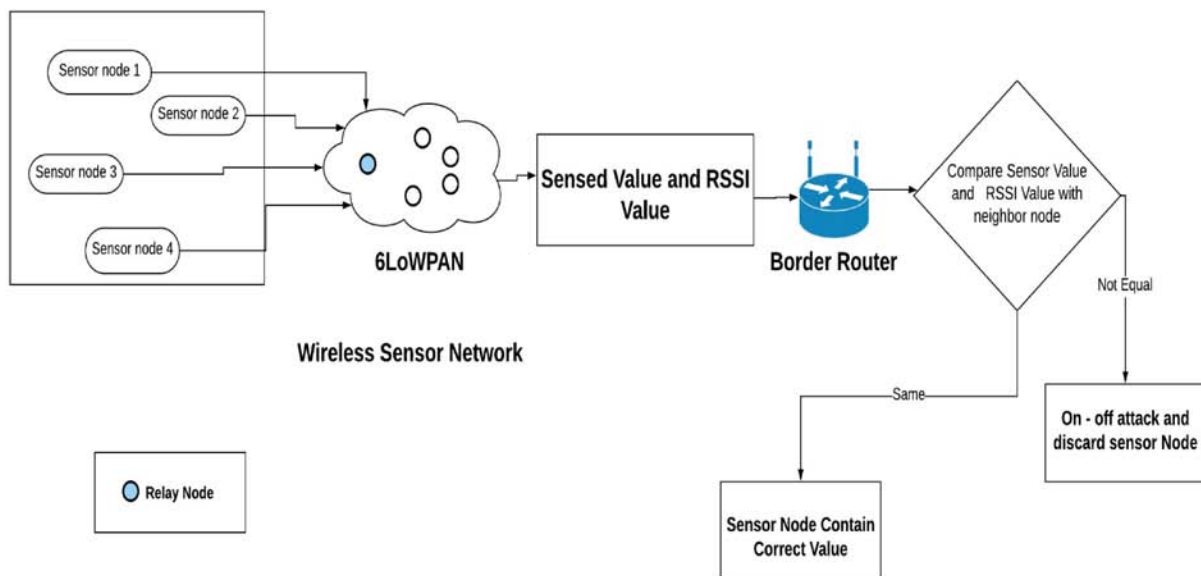 Sensor node 1
Sensor node 2
Sensor node 3
Sensor node 4
6LoWPAN
Sensed Value and RSSI
Value
Border Router
Compare Sensor Value
and RSSI Value with
neighbor node
Not Equal
Same
On - off attack and
discard sensor Node
Sensor Node Contain
Correct Value
Wireless Sensor Network
Relay Node